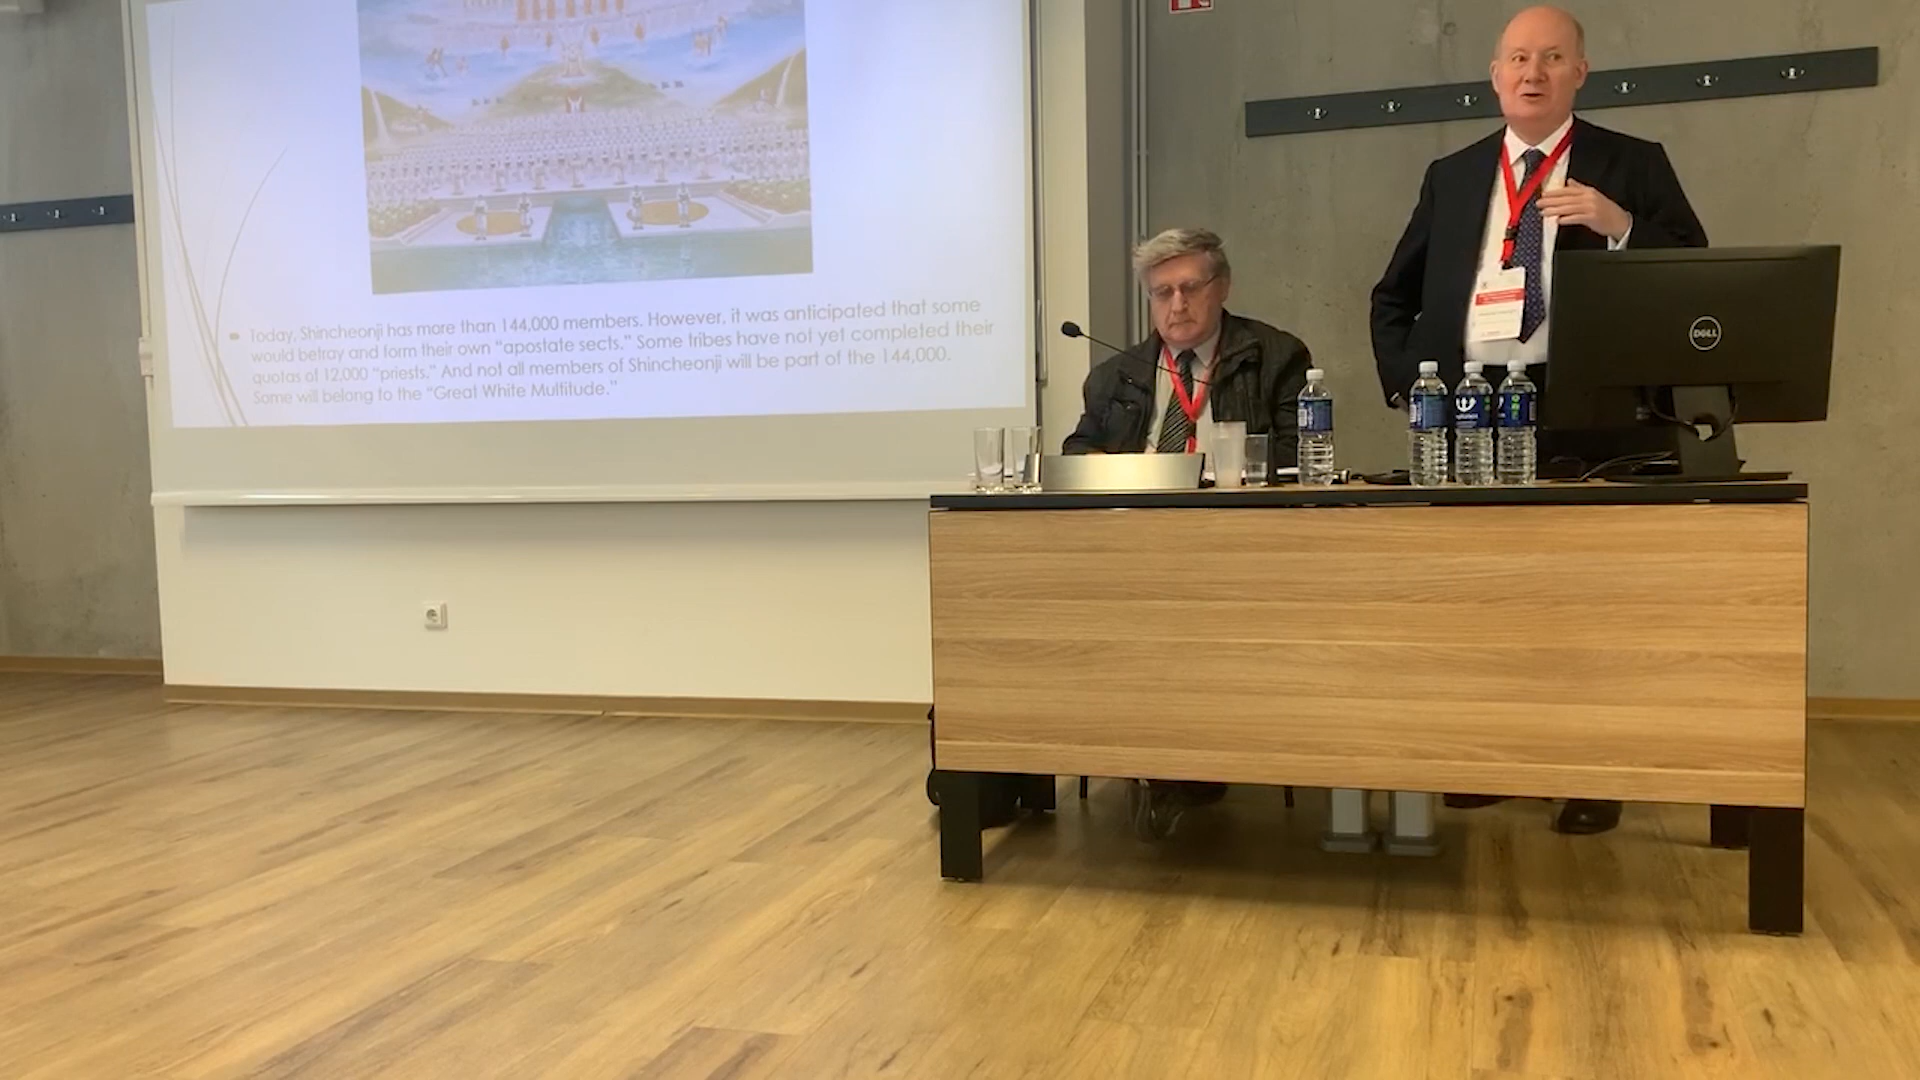 Today, Shincheonji has more than 144,000 members. However, it was anticipated that some
would betray and form their own "apostate sects." Some tribes have not yet completed their
quotas of 12,000 "priests." And not all members of Shincheonji will be part of the 144,000.
Some will belong to the "Great White Multitude."
DELL